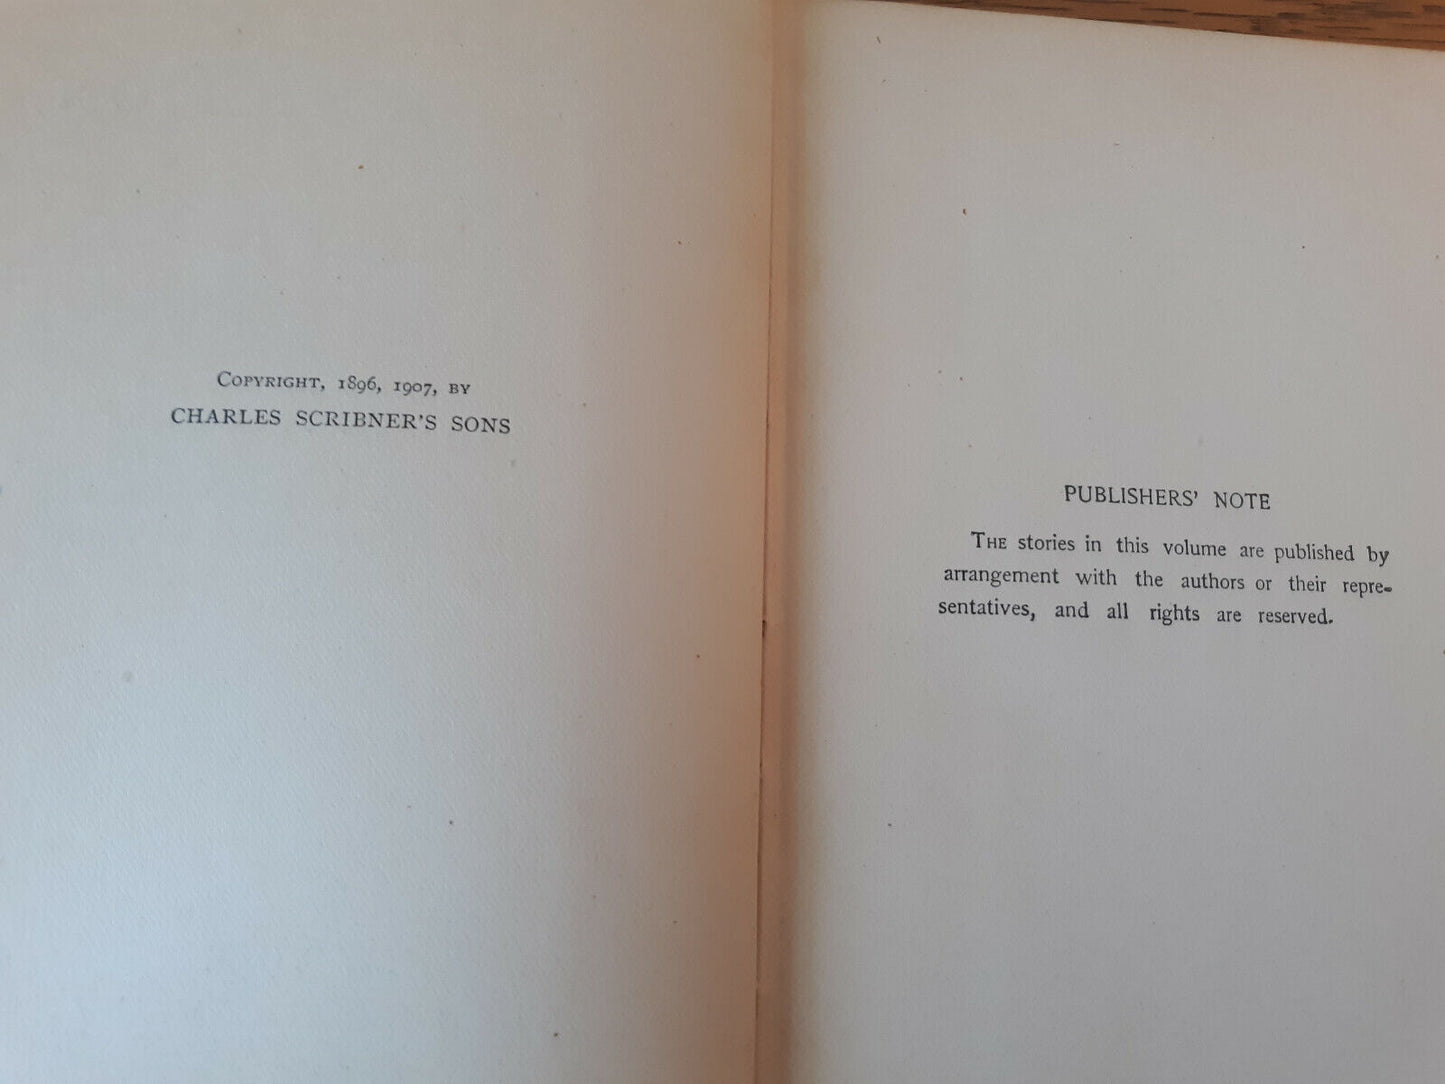 COPYRIGHT, 1896, 1907, BY
CHARLES SCRIBNER'S SONS
PUBLISHERS' NOTE
THE stories in this volume are published by
arrangement with the authors or their repre-
sentatives, and all rights are reserved.